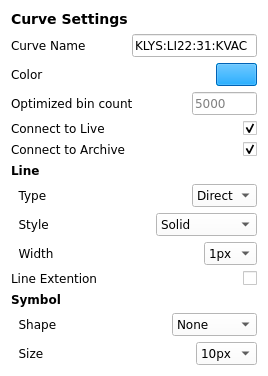 Curve Settings
Curve Name KLYS:LI22:31:KVAC
Color
Optimized bin count 5000
Connect to Live
Connect to Archive
Line
Type Direct
Style Solid
Width 1px
Line Extention
Symbol
Shape None
Size 10px